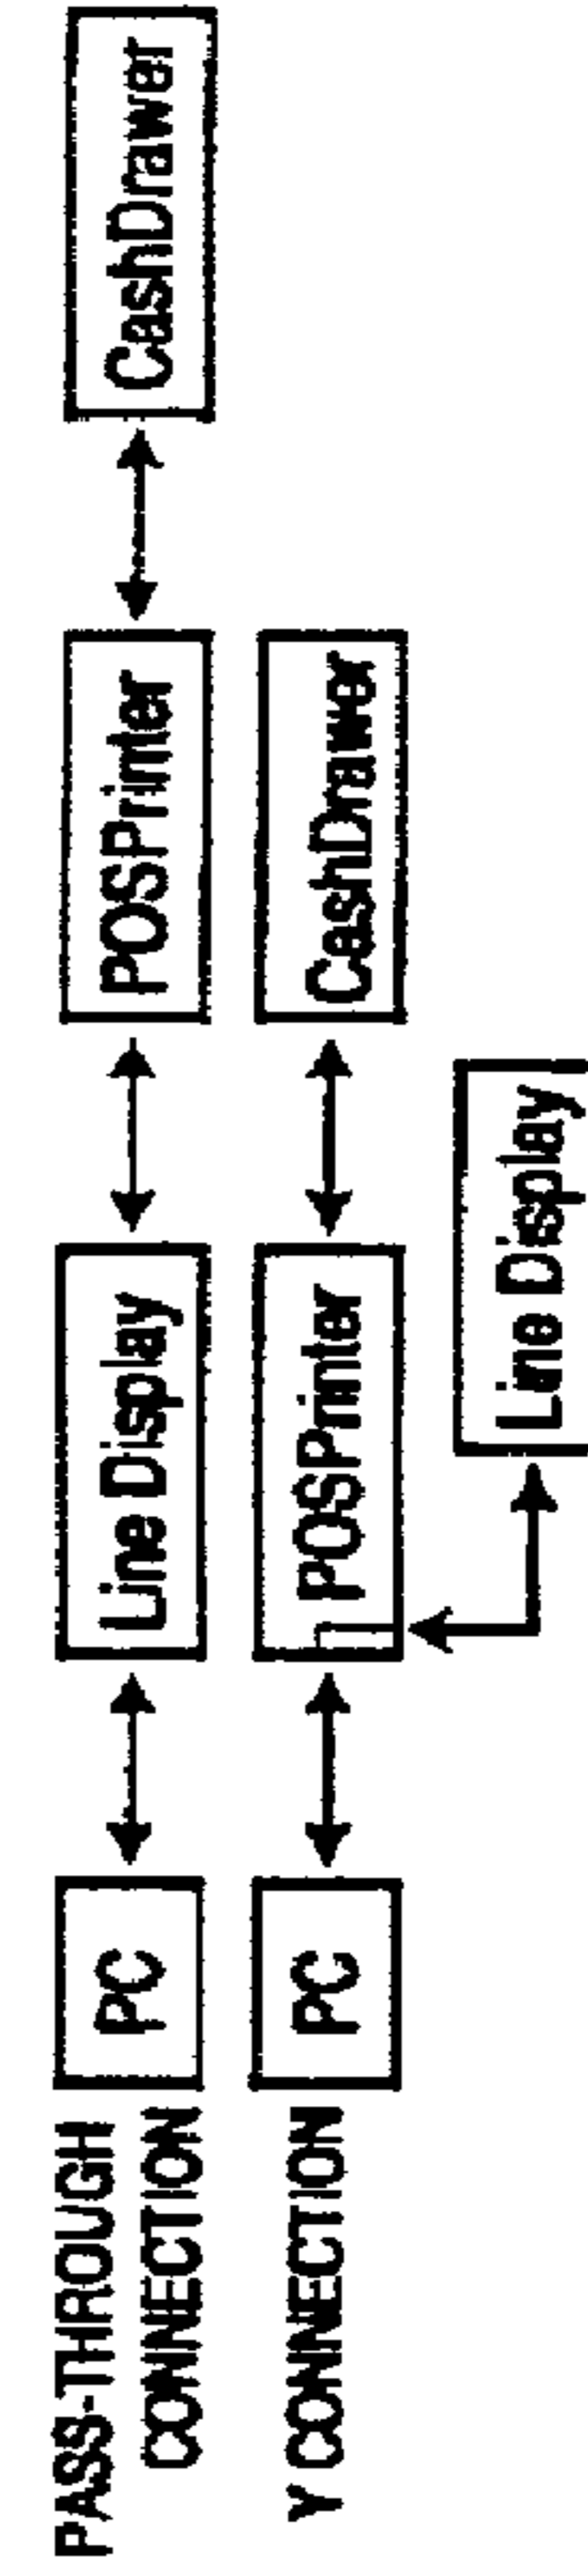 PASS-THROUGH
CONNECTION
PC
Line Display
POSPrinter
CashDrawer
Y CONNECTION
PC
POSPrinter
CashDrawer
Line Display